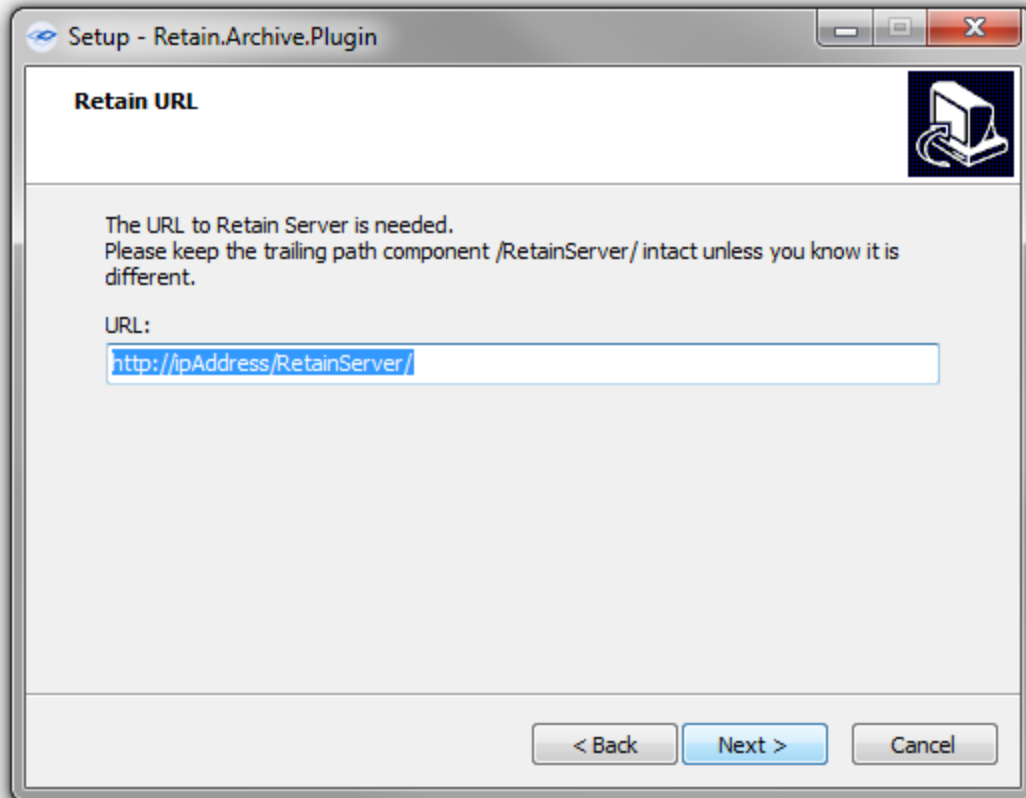 Setup - Retain.Archive.Plugin
Retain URL
The URL to Retain Server is needed.
Please keep the trailing path component /RetainServer/ intact unless you know it is
different.
URL:
http://ipAddress/RetainServer/
< Back
Next >
Cancel